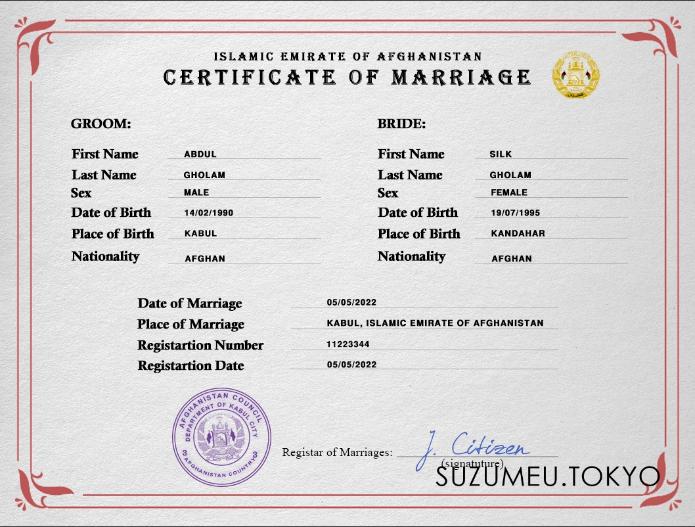 ISLAMIC EMIRATE OF AFGHANISTAN
CERTIFICATE OF MARRIAGE
GROOM:
First Name ABDUL
Last Name GHOLAM
Sex MALE
Date of Birth 14/02/1990
Place of Birth KABUL
Nationality AFGHAN
BRIDE:
First Name SILK
Last Name GHOLAM
Sex FEMALE
Date of Birth 19/07/1995
Place of Birth KANDAHAR
Nationality AFGHAN
Date of Marriage 05/05/2022
Place of Marriage KABUL, ISLAMIC EMIRATE OF AFGHANISTAN
Registartion Number 11223344
Registartion Date 05/05/2022
AFGHANISTAN COUNCIL
DEPARTMENT OF KABUL CITY
AFGHANISTAN COUNTRY
Registar of Marriages: J. Citizen
(signatuture)
SUZUMEU.TOKYO